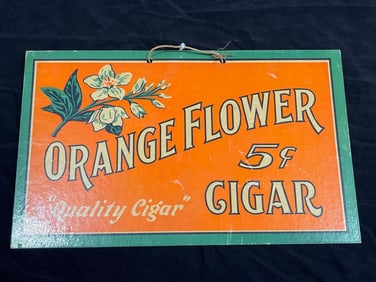 ORANGE FLOWER
5¢
"Quality Cigar"
CIGAR